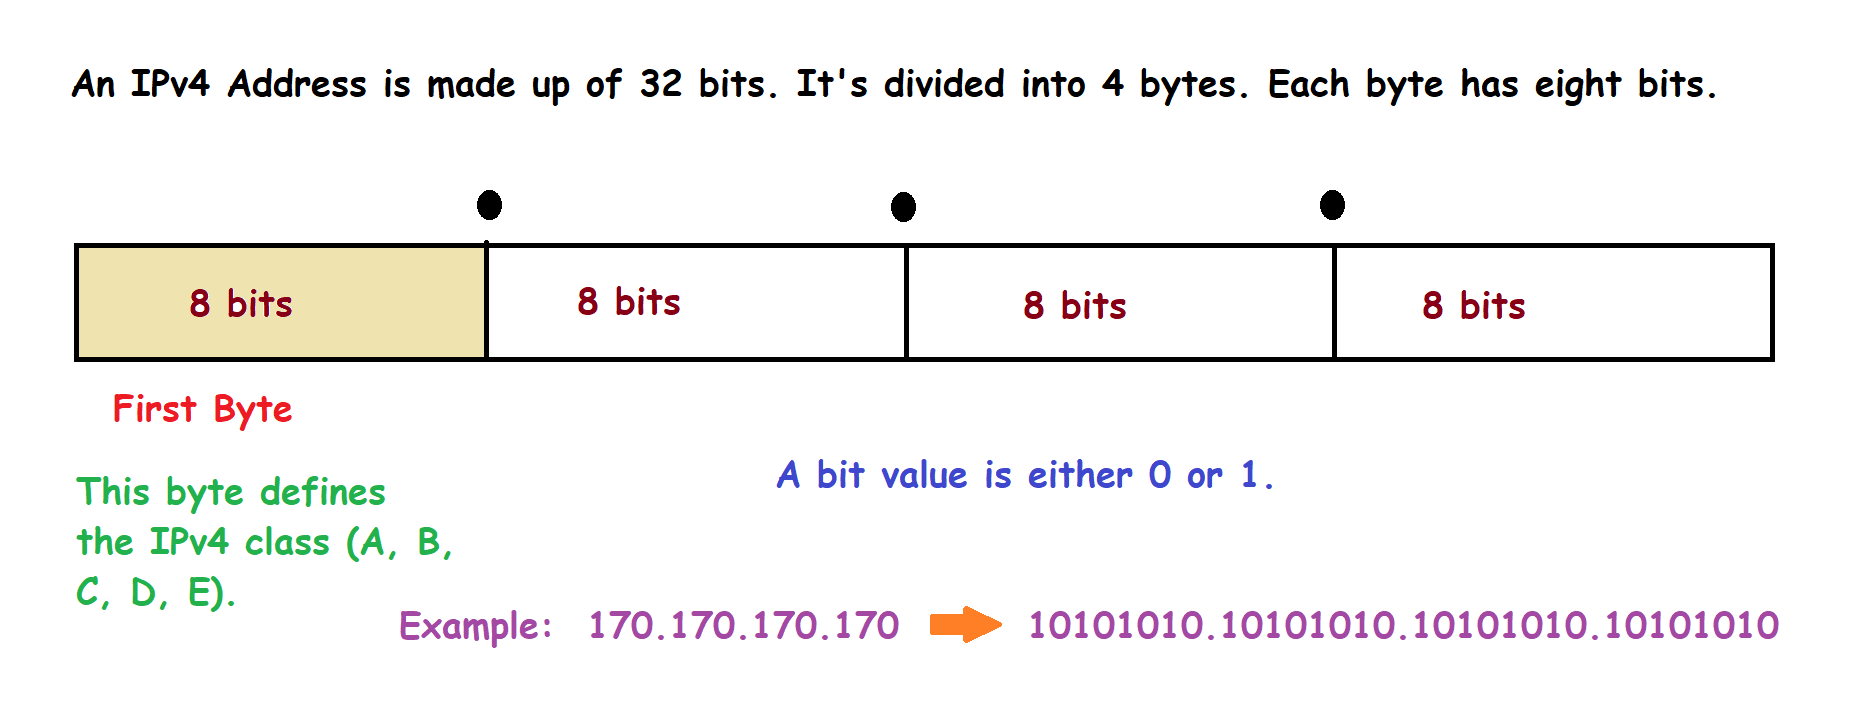 An IPv4 Address is made up of 32 bits. It's divided into 4 bytes. Each byte has eight bits.
8 bits
8 bits
8 bits
8 bits
First Byte
This byte defines
the IPv4 class (A, B,
C, D, E).
A bit value is either 0 or 1.
Example: 170.170.170.170 10101010.10101010.10101010.10101010